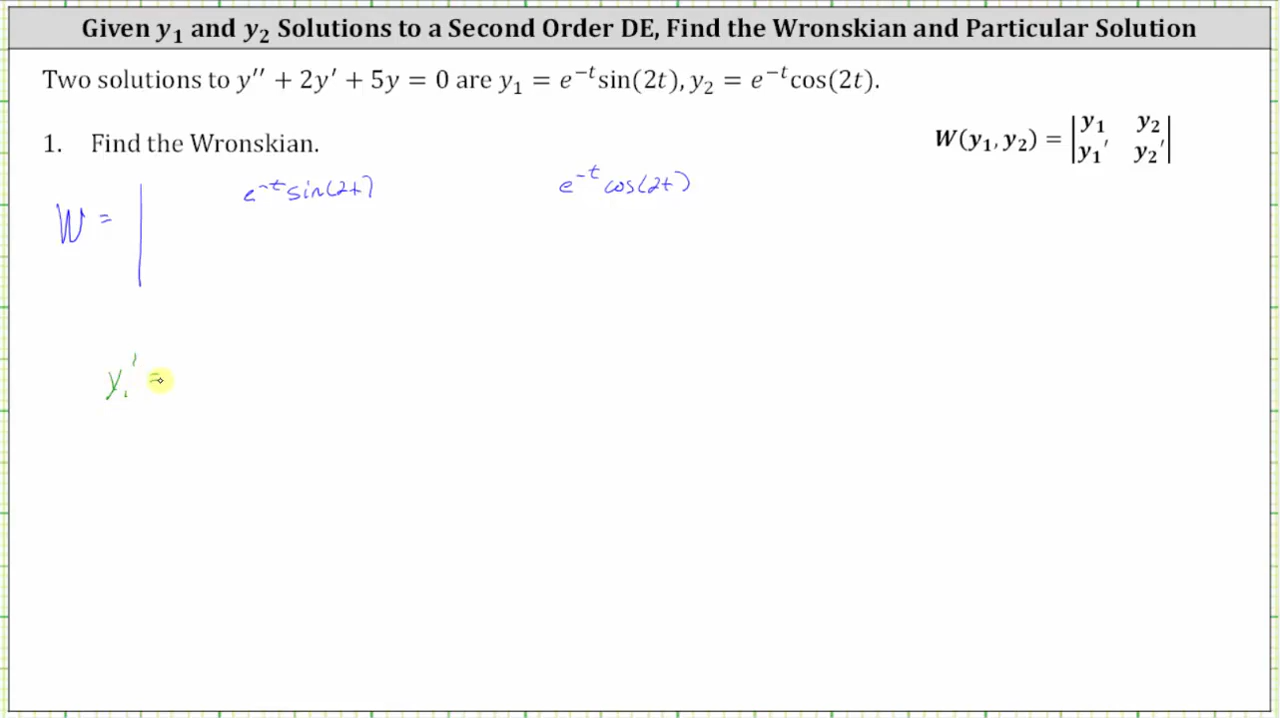 Given y₁ and y₂ Solutions to a Second Order DE, Find the Wronskian and Particular Solution
Two solutions to y′′ + 2y′ + 5y = 0 are y₁ = e⁻ᵗsin(2t), y₂ = e⁻ᵗcos(2t).
1. Find the Wronskian.
W(y₁, y₂) = |y₁ y₂|
|y₁′ y₂′|
W = | e⁻ᵗ sin(2t) e⁻ᵗ cos(2t)
y₁′ =